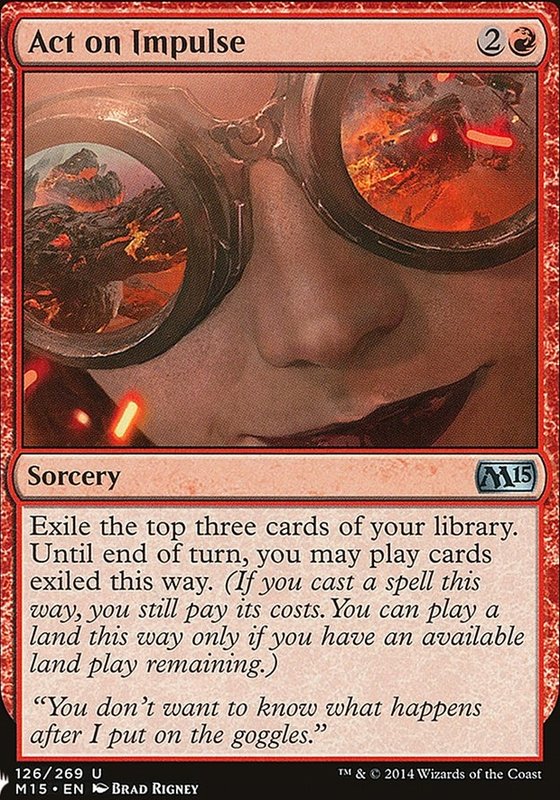 Act on Impulse
2
Sorcery
M15
Exile the top three cards of your library.
Until end of turn, you may play cards
exiled this way. (If you cast a spell this
way, you still pay its costs. You can play a
land this way only if you have an available
land play remaining.)
“You don’t want to know what happens
after I put on the goggles.”
126/269 U
M15 • EN BRAD RIGNEY
™ & © 2014 Wizards of the Coast